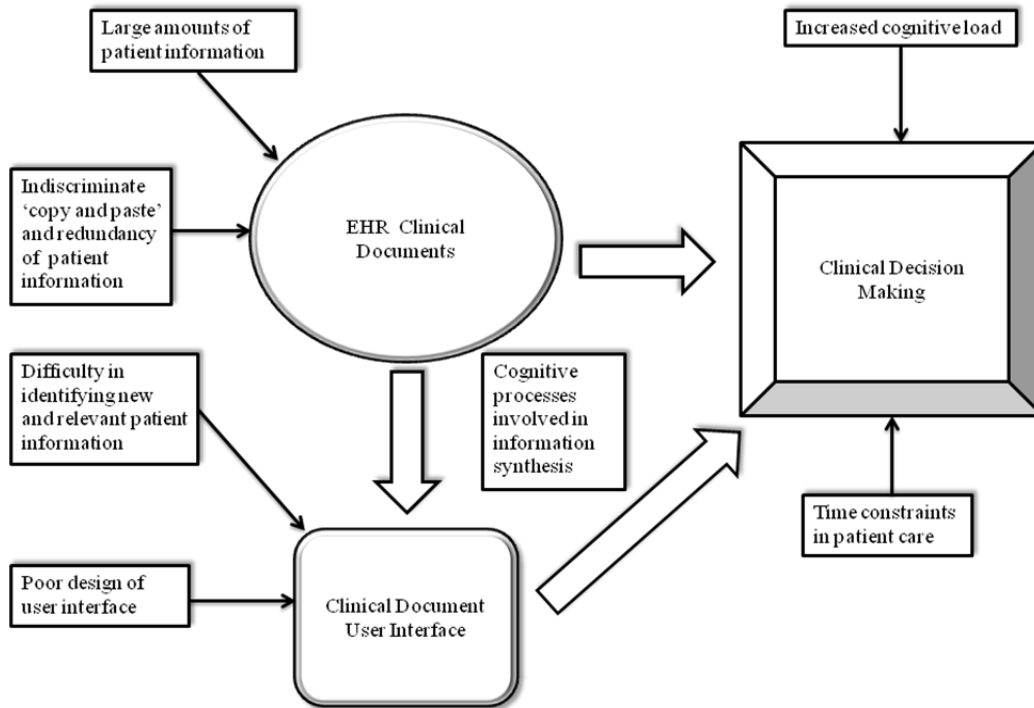 Large amounts of
patient information
Increased cognitive load
Indiscriminate
‘copy and paste’
and redundancy
of patient
information
EHR Clinical
Documents
Clinical Decision
Making
Difficulty in
identifying new
and relevant patient
information
Cognitive
processes
involved in
information
synthesis
Time constraints
in patient care
Poor design of
user interface
Clinical Document
User Interface